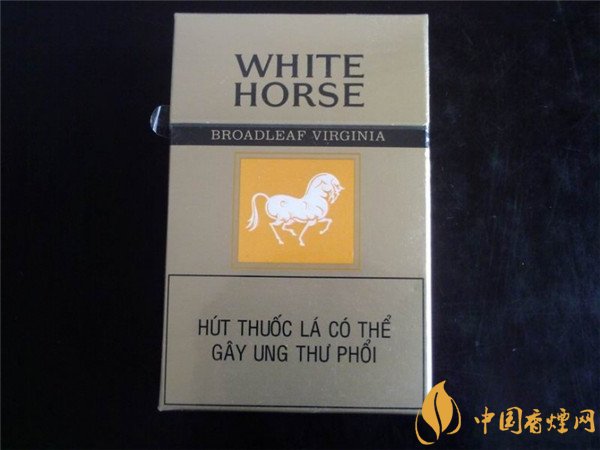 WHITE
HORSE
BROADLEAF VIRGINIA
HÚT THUỐC LÁ CÓ THỂ
GÂY UNG THƯ PHỔI
中国香烟网